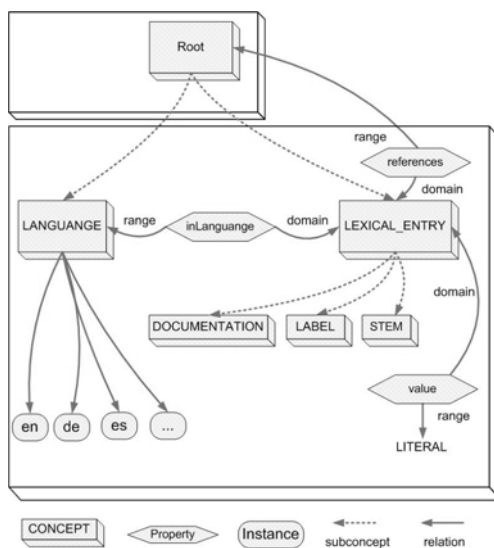 Root
range
references
domain
LANGUANGE
range
inLanguange
domain
LEXICAL_ENTRY
domain
DOCUMENTATION
LABEL
STEM
value
range
en
de
es
...
LITERAL
CONCEPT
Property
Instance
subconcept
relation